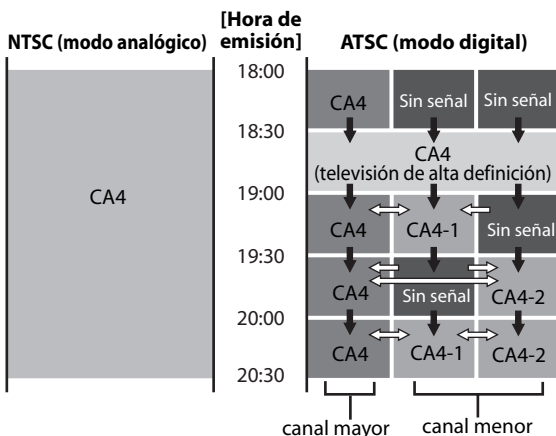 [Hora de
NTSC (modo analógico) emisión] ATSC (modo digital)
18:00
CA4 Sin señal Sin señal
18:30
CA4
(televisión de alta definición)
19:00
CA4
CA4 CA4-1 Sin señal
19:30
CA4 Sin señal CA4-2
20:00
CA4 CA4-1 CA4-2
20:30
canal mayor canal menor